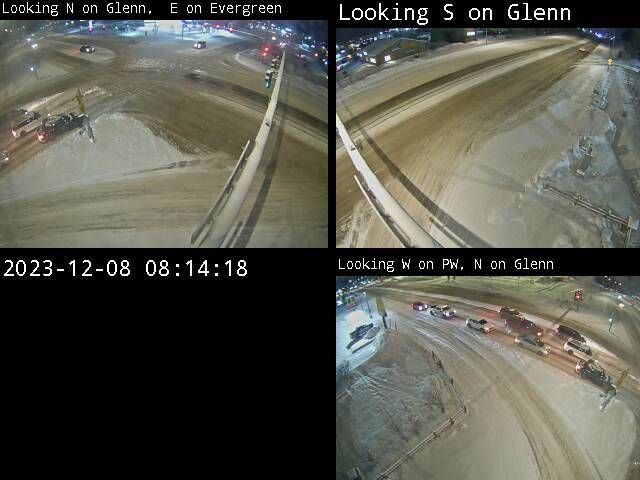 Looking N on Glenn,  E on Evergreen
Looking S on Glenn
2023-12-08 08:14:18
Looking W on PW, N on Glenn